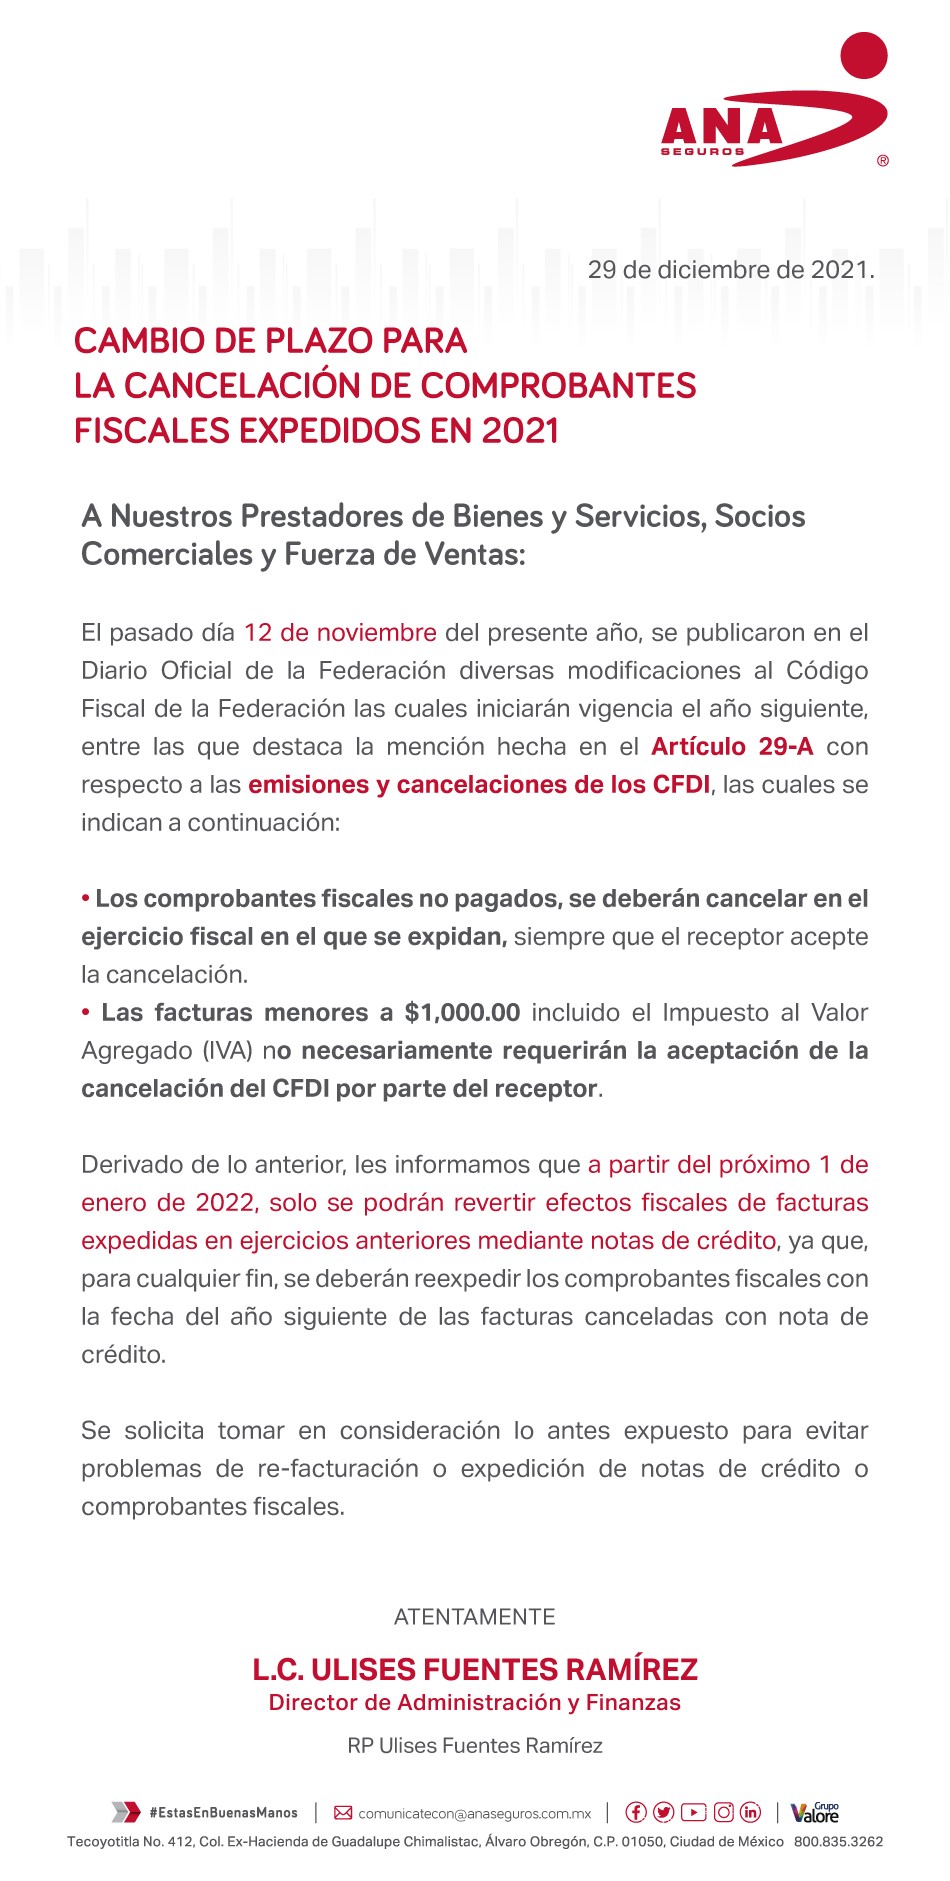 ANA
SEGUROS
®
29 de diciembre de 2021.
CAMBIO DE PLAZO PARA
LA CANCELACIÓN DE COMPROBANTES
FISCALES EXPEDIDOS EN 2021
A Nuestros Prestadores de Bienes y Servicios, Socios
Comerciales y Fuerza de Ventas:
El pasado día 12 de noviembre del presente año, se publicaron en el
Diario Oficial de la Federación diversas modificaciones al Código
Fiscal de la Federación las cuales iniciarán vigencia el año siguiente,
entre las que destaca la mención hecha en el Artículo 29-A con
respecto a las emisiones y cancelaciones de los CFDI, las cuales se
indican a continuación:
• Los comprobantes fiscales no pagados, se deberán cancelar en el
ejercicio fiscal en el que se expidan, siempre que el receptor acepte
la cancelación.
• Las facturas menores a $1,000.00 incluido el Impuesto al Valor
Agregado (IVA) no necesariamente requerirán la aceptación de la
cancelación del CFDI por parte del receptor.
Derivado de lo anterior, les informamos que a partir del próximo 1 de
enero de 2022, solo se podrán revertir efectos fiscales de facturas
expedidas en ejercicios anteriores mediante notas de crédito, ya que,
para cualquier fin, se deberán reexpedir los comprobantes fiscales con
la fecha del año siguiente de las facturas canceladas con nota de
crédito.
Se solicita tomar en consideración lo antes expuesto para evitar
problemas de re-facturación o expedición de notas de crédito o
comprobantes fiscales.
ATENTAMENTE
L.C. ULISES FUENTES RAMÍREZ
Director de Administración y Finanzas
RP Ulises Fuentes Ramírez
#EstasEnBuenasManos | comunicatecon@anaseguros.com.mx | | Grupo Valore
Tecoyotitla No. 412, Col. Ex-Hacienda de Guadalupe Chimalistac, Álvaro Obregón, C.P. 01050, Ciudad de México 800.835.3262